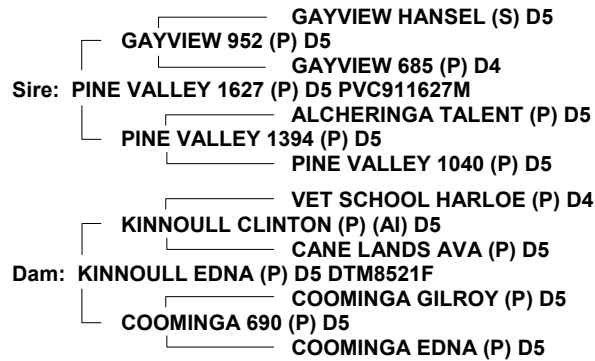 GAYVIEW HANSEL (S) D5
GAYVIEW 952 (P) D5
GAYVIEW 685 (P) D4
Sire: PINE VALLEY 1627 (P) D5 PVC911627M
ALCHERINGA TALENT (P) D5
PINE VALLEY 1394 (P) D5
PINE VALLEY 1040 (P) D5
VET SCHOOL HARLOE (P) D4
KINNOULL CLINTON (P) (AI) D5
CANE LANDS AVA (P) D5
Dam: KINNOULL EDNA (P) D5 DTM8521F
COOMINGA GILROY (P) D5
COOMINGA 690 (P) D5
COOMINGA EDNA (P) D5